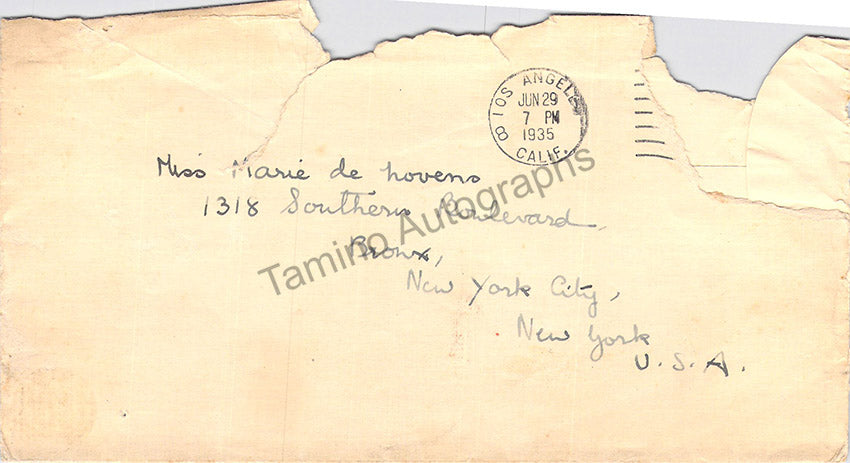 LOS ANGELES
8
JUN 29
7 PM
1935
CALIF.
Miss Marie de hovens
1318 Southern Boulevard,
Bronx,
New York City,
New York
U.S.A.
Tamino Autographs